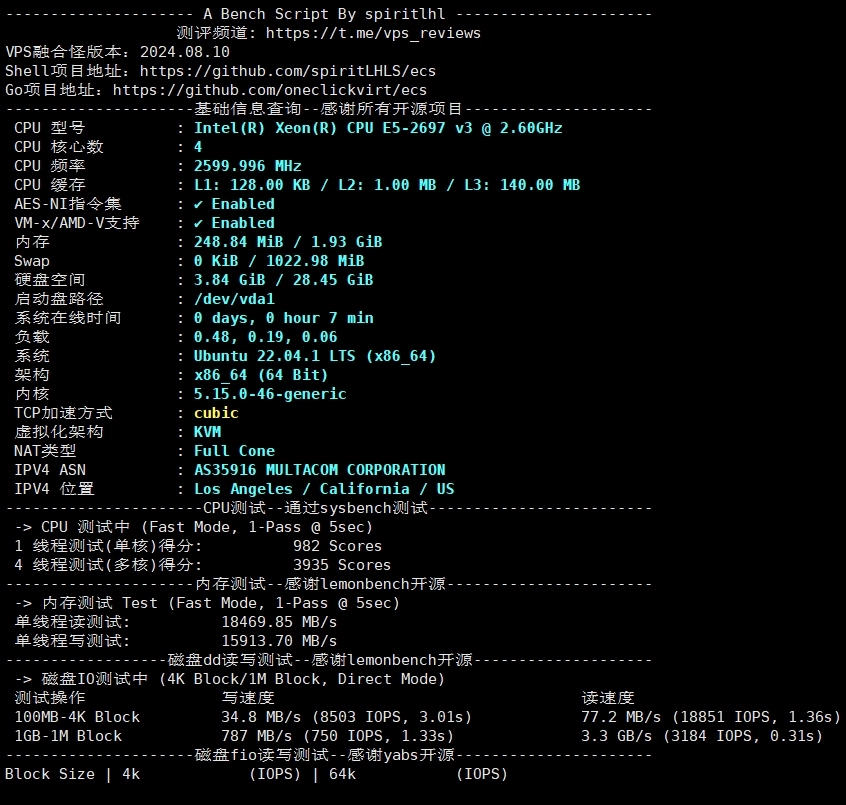 --------------------- A Bench Script By spiritlhl ----------------------
测评频道: https://t.me/vps_reviews
VPS融合怪版本：2024.08.10
Shell项目地址：https://github.com/spiritLHLS/ecs
Go项目地址：https://github.com/oneclickvirt/ecs
---------------------基础信息查询--感谢所有开源项目---------------------
CPU 型号 : Intel(R) Xeon(R) CPU E5-2697 v3 @ 2.60GHz
CPU 核心数 : 4
CPU 频率 : 2599.996 MHz
CPU 缓存 : L1: 128.00 KB / L2: 1.00 MB / L3: 140.00 MB
AES-NI指令集 : ✔ Enabled
VM-x/AMD-V支持 : ✔ Enabled
内存 : 248.84 MiB / 1.93 GiB
Swap : 0 KiB / 1022.98 MiB
硬盘空间 : 3.84 GiB / 28.45 GiB
启动盘路径 : /dev/vda1
系统在线时间 : 0 days, 0 hour 7 min
负载 : 0.48, 0.19, 0.06
系统 : Ubuntu 22.04.1 LTS (x86_64)
架构 : x86_64 (64 Bit)
内核 : 5.15.0-46-generic
TCP加速方式 : cubic
虚拟化架构 : KVM
NAT类型 : Full Cone
IPV4 ASN : AS35916 MULTACOM CORPORATION
IPV4 位置 : Los Angeles / California / US
----------------------CPU测试--通过sysbench测试-------------------------
-> CPU 测试中 (Fast Mode, 1-Pass @ 5sec)
1 线程测试(单核)得分: 982 Scores
4 线程测试(多核)得分: 3935 Scores
---------------------内存测试--感谢lemonbench开源-----------------------
-> 内存测试 Test (Fast Mode, 1-Pass @ 5sec)
单线程读测试: 18469.85 MB/s
单线程写测试: 15913.70 MB/s
------------------磁盘dd读写测试--感谢lemonbench开源--------------------
-> 磁盘IO测试中 (4K Block/1M Block, Direct Mode)
测试操作 写速度 读速度
100MB-4K Block 34.8 MB/s (8503 IOPS, 3.01s) 77.2 MB/s (18851 IOPS, 1.36s)
1GB-1M Block 787 MB/s (750 IOPS, 1.33s) 3.3 GB/s (3184 IOPS, 0.31s)
---------------------磁盘fio读写测试--感谢yabs开源----------------------
Block Size | 4k (IOPS) | 64k (IOPS)